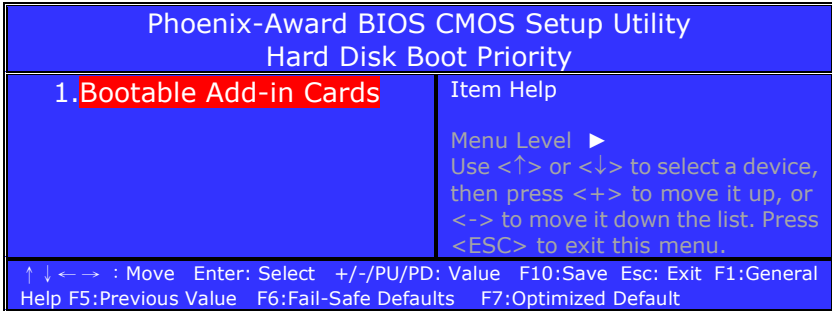 Phoenix-Award BIOS CMOS Setup Utility
Hard Disk Boot Priority
1.Bootable Add-in Cards
Item Help
Menu Level ►
Use <↑> or <↓> to select a device,
then press <+> to move it up, or
<-> to move it down the list. Press
<ESC> to exit this menu.
↑↓←→ : Move Enter: Select +/-/PU/PD: Value F10:Save Esc: Exit F1:General
Help F5:Previous Value F6:Fail-Safe Defaults F7:Optimized Default